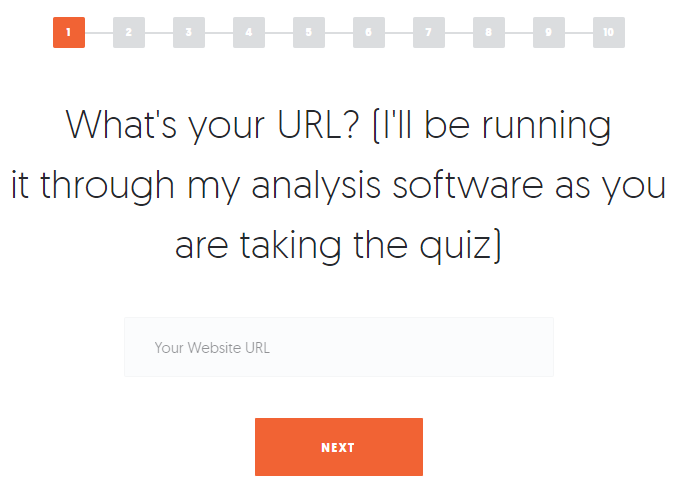 1 2 3 4 5 6 7 8 9 10
What's your URL? (I'll be running
it through my analysis software as you
are taking the quiz)
Your Website URL
NEXT